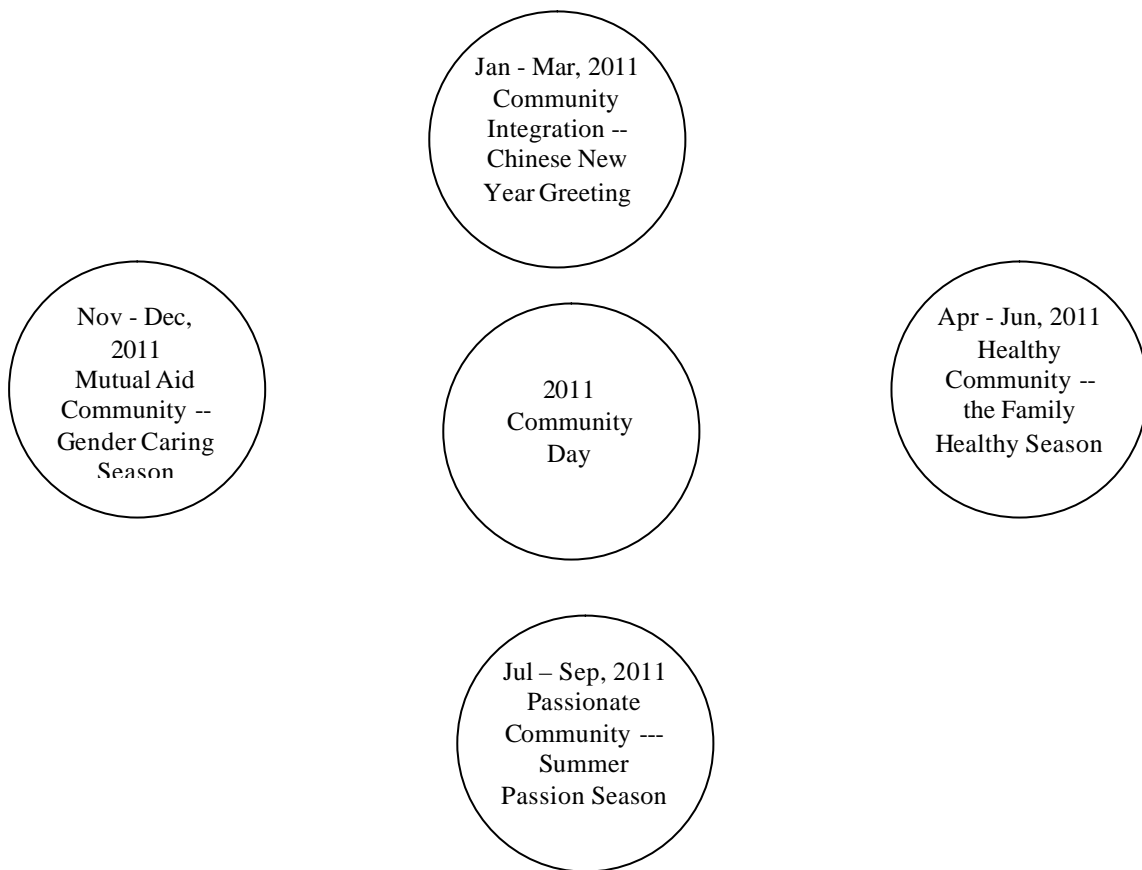 Jan - Mar, 2011
Community
Integration --
Chinese New
Year Greeting
Nov - Dec,
2011
Mutual Aid
Community --
Gender Caring
Season
2011
Community
Day
Apr - Jun, 2011
Healthy
Community --
the Family
Healthy Season
Jul – Sep, 2011
Passionate
Community ---
Summer
Passion Season